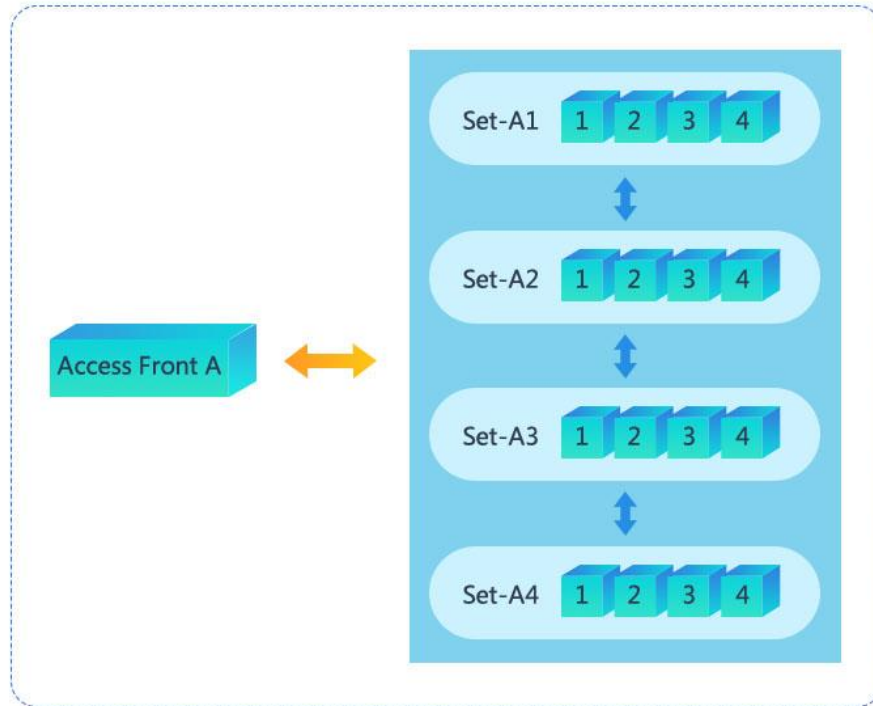 Set-A1 1 2 3 4
Set-A2 1 2 3 4
Access Front A
Set-A3 1 2 3 4
Set-A4 1 2 3 4